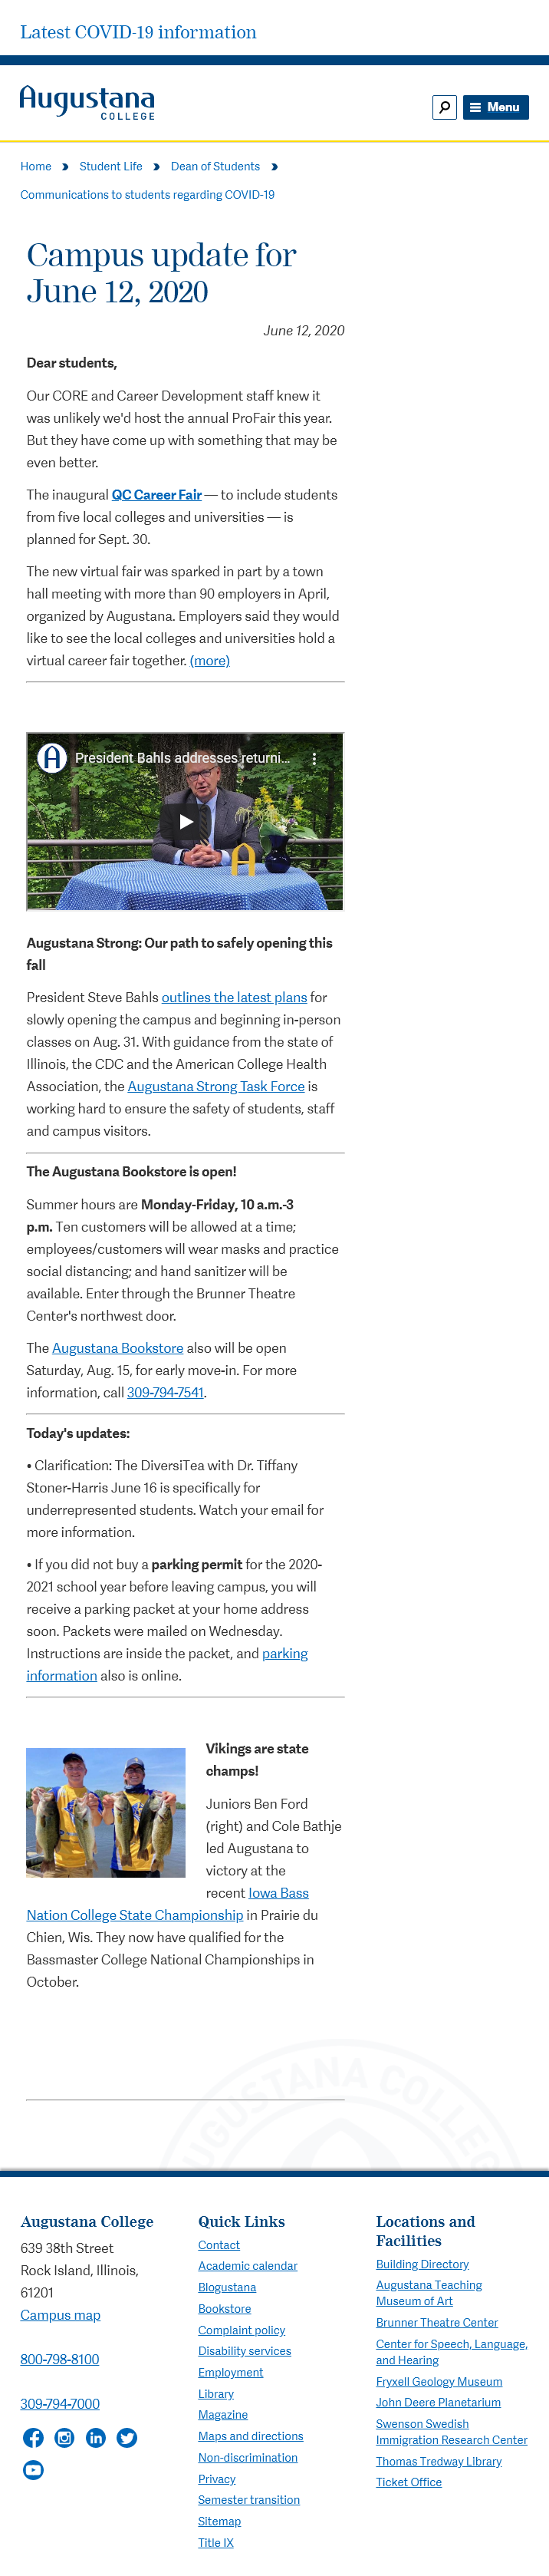 Latest COVID-19 information
Augustana
COLLEGE
Menu
Home
Student Life
Dean of Students
Communications to students regarding COVID-19
Campus update for
June 12, 2020
June 12, 2020
Dear students,
Our CORE and Career Development staff knew it
was unlikely we'd host the annual ProFair this year.
But they have come up with something that may be
even better.
The inaugural QC Career Fair — to include students
from five local colleges and universities — is
planned for Sept. 30.
The new virtual fair was sparked in part by a town
hall meeting with more than 90 employers in April,
organized by Augustana. Employers said they would
like to see the local colleges and universities hold a
virtual career fair together. (more)
President Bahls addresses returni...
Augustana Strong: Our path to safely opening this
fall
President Steve Bahls outlines the latest plans for
slowly opening the campus and beginning in-person
classes on Aug. 31. With guidance from the state of
Illinois, the CDC and the American College Health
Association, the Augustana Strong Task Force is
working hard to ensure the safety of students, staff
and campus visitors.
The Augustana Bookstore is open!
Summer hours are Monday-Friday, 10 a.m.-3
p.m. Ten customers will be allowed at a time;
employees/customers will wear masks and practice
social distancing; and hand sanitizer will be
available. Enter through the Brunner Theatre
Center's northwest door.
The Augustana Bookstore also will be open
Saturday, Aug. 15, for early move-in. For more
information, call 309-794-7541.
Today's updates:
• Clarification: The DiversiTea with Dr. Tiffany
Stoner-Harris June 16 is specifically for
underrepresented students. Watch your email for
more information.
• If you did not buy a parking permit for the 2020-
2021 school year before leaving campus, you will
receive a parking packet at your home address
soon. Packets were mailed on Wednesday.
Instructions are inside the packet, and parking
information also is online.
Vikings are state
champs!
Juniors Ben Ford
(right) and Cole Bathje
led Augustana to
victory at the
recent Iowa Bass
Nation College State Championship in Prairie du
Chien, Wis. They now have qualified for the
Bassmaster College National Championships in
October.
AUGUSTANA COLLEGE
Augustana College
639 38th Street
Rock Island, Illinois,
61201
Campus map
800-798-8100
309-794-7000
Quick Links
Contact
Academic calendar
Blogustana
Bookstore
Complaint policy
Disability services
Employment
Library
Magazine
Maps and directions
Non-discrimination
Privacy
Semester transition
Sitemap
Title IX
Locations and
Facilities
Building Directory
Augustana Teaching
Museum of Art
Brunner Theatre Center
Center for Speech, Language,
and Hearing
Fryxell Geology Museum
John Deere Planetarium
Swenson Swedish
Immigration Research Center
Thomas Tredway Library
Ticket Office